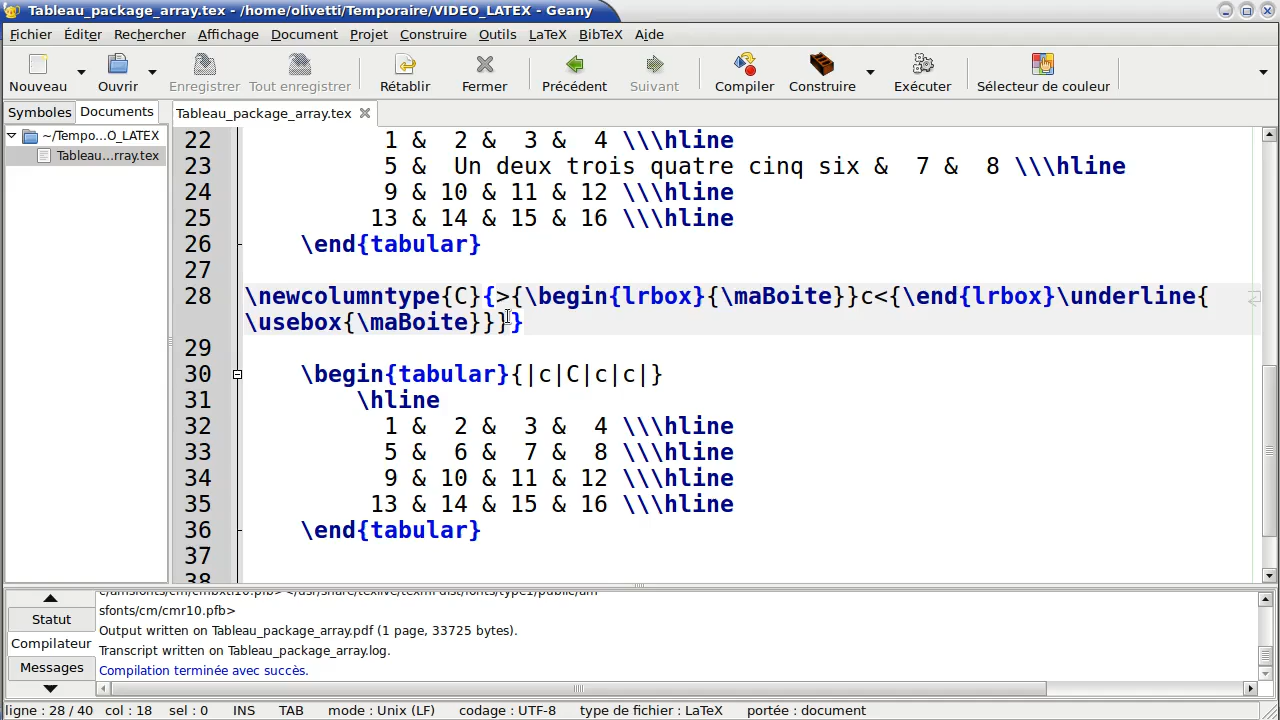 Tableau_package_array.tex - /home/olivetti/Temporaire/VIDEO_LATEX - Geany
Fichier Éditer Rechercher Affichage Document Projet Construire Outils LaTeX BibTeX Aide
Nouveau Ouvrir Enregistrer Tout enregistrer Rétablir Fermer Précédent Suivant Compiler Construire Exécuter Sélecteur de couleur
Symboles Documents Tableau_package_array.tex
~/Tempo...O_LATEX
Tableau...rray.tex
22 1 & 2 & 3 & 4 \\\hline
23 5 & Un deux trois quatre cinq six & 7 & 8 \\\hline
24 9 & 10 & 11 & 12 \\\hline
25 13 & 14 & 15 & 16 \\\hline
26 \end{tabular}
27
28 \newcolumntype{C}{>{\begin{lrbox}{\maBoite}}c<{\end{lrbox}\underline{
\usebox{\maBoite}}}}
29
30 \begin{tabular}{|c|C|c|c|}
31 \hline
32 1 & 2 & 3 & 4 \\\hline
33 5 & 6 & 7 & 8 \\\hline
34 9 & 10 & 11 & 12 \\\hline
35 13 & 14 & 15 & 16 \\\hline
36 \end{tabular}
37
38
sfonts/cm/cmr10.pfb>
Output written on Tableau_package_array.pdf (1 page, 33725 bytes).
Transcript written on Tableau_package_array.log.
Compilation terminée avec succès.
Statut
Compilateur
Messages
ligne : 28 / 40 col : 18 sel : 0 INS TAB mode : Unix (LF) codage : UTF-8 type de fichier : LaTeX portée : document